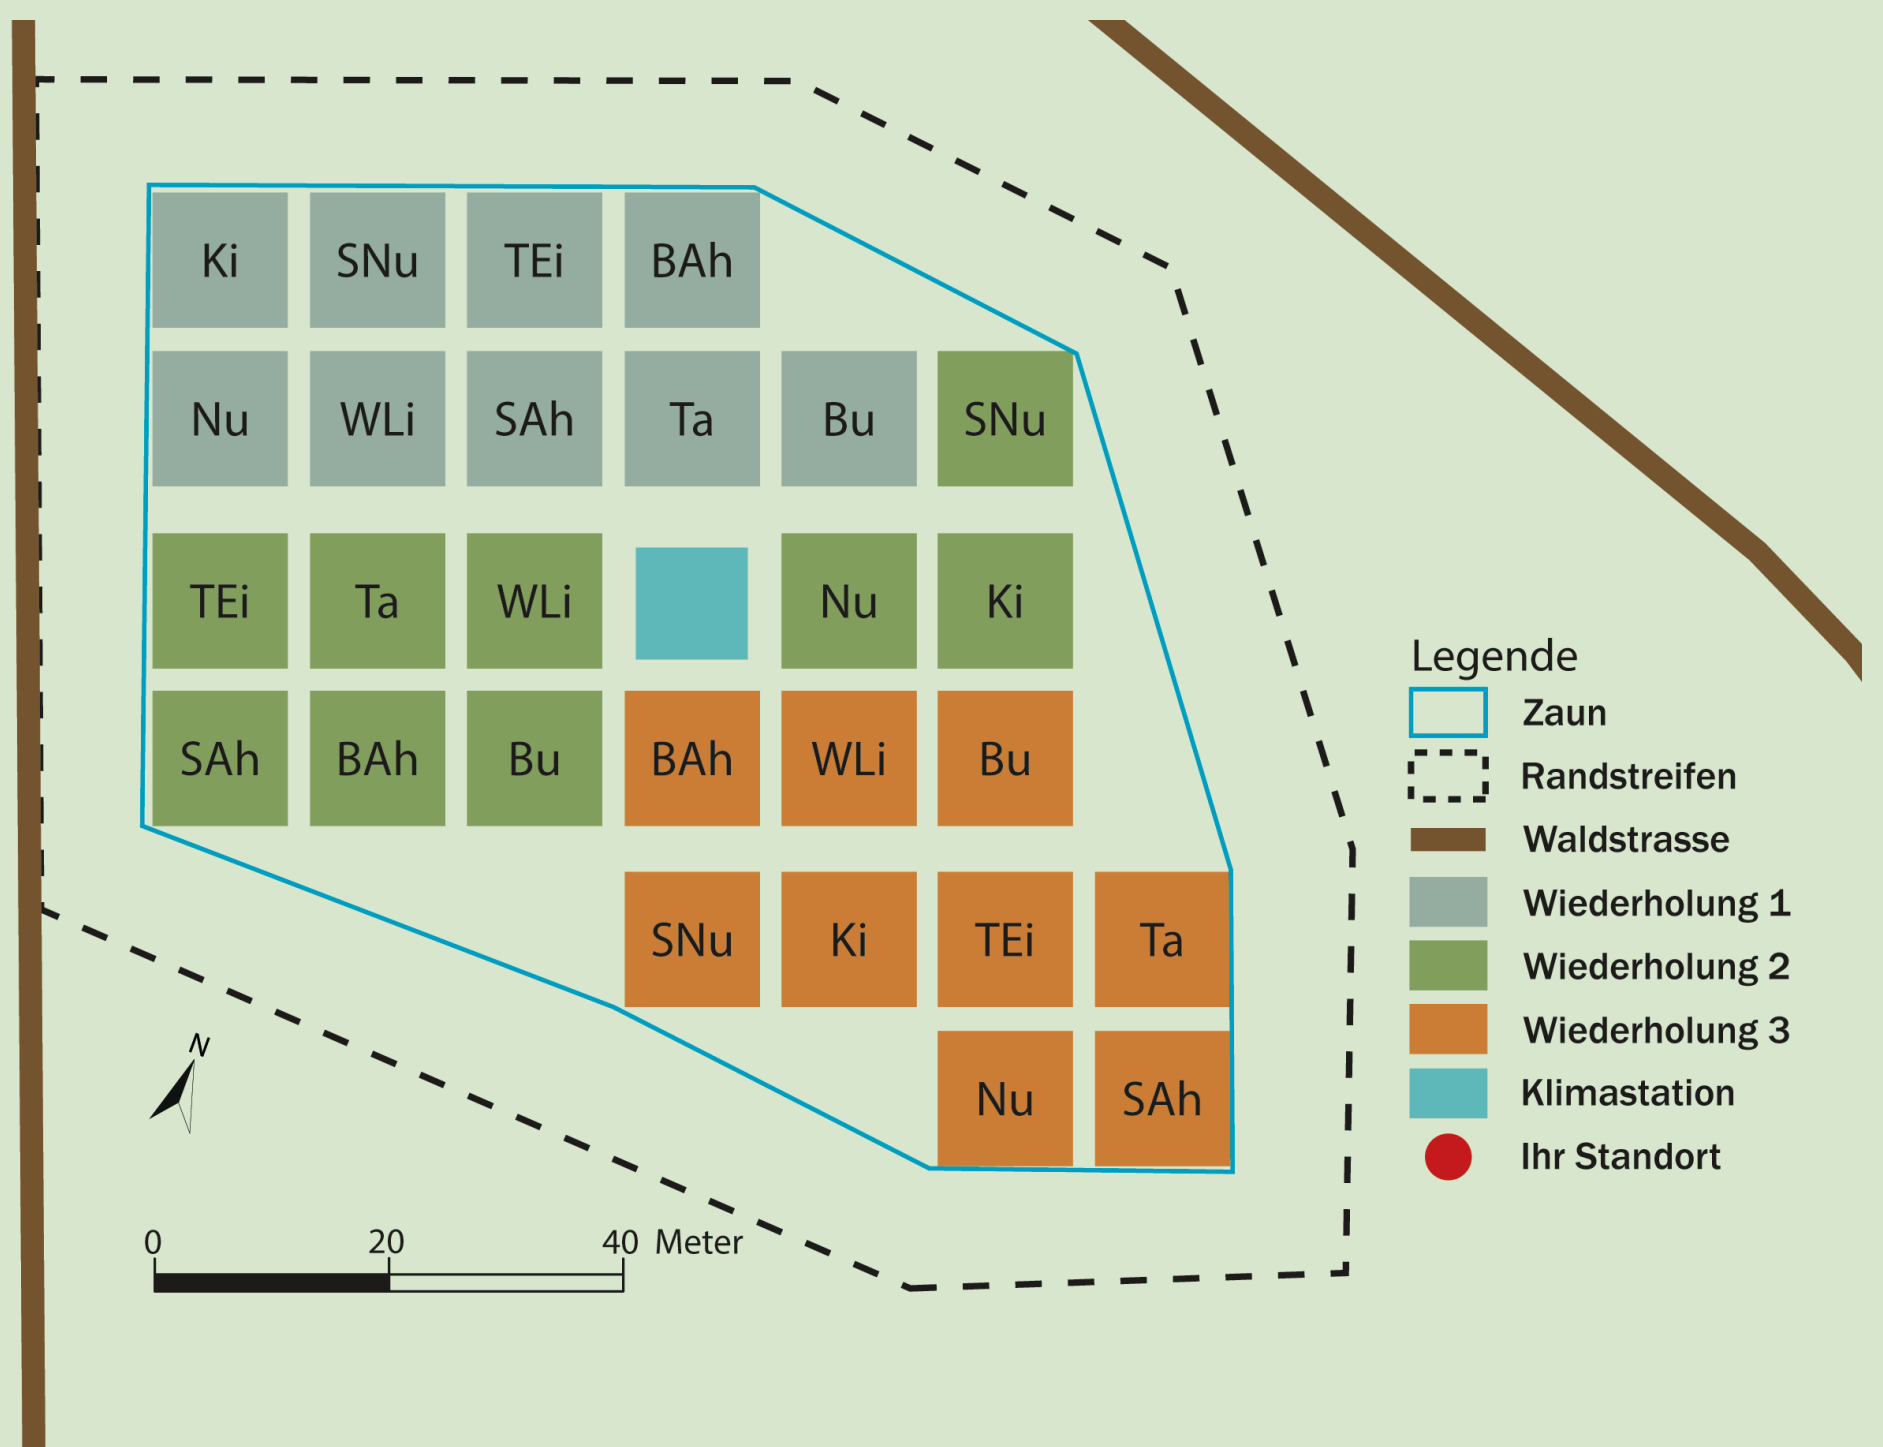 Ki SNu TEi BAh
Nu WLi SAh Ta Bu SNu
TEi Ta WLi Nu Ki
SAh BAh Bu BAh WLi Bu
SNu Ki TEi Ta
Nu SAh
N
0 20 40 Meter
Legende
Zaun
Randstreifen
Waldstrasse
Wiederholung 1
Wiederholung 2
Wiederholung 3
Klimastation
Ihr Standort